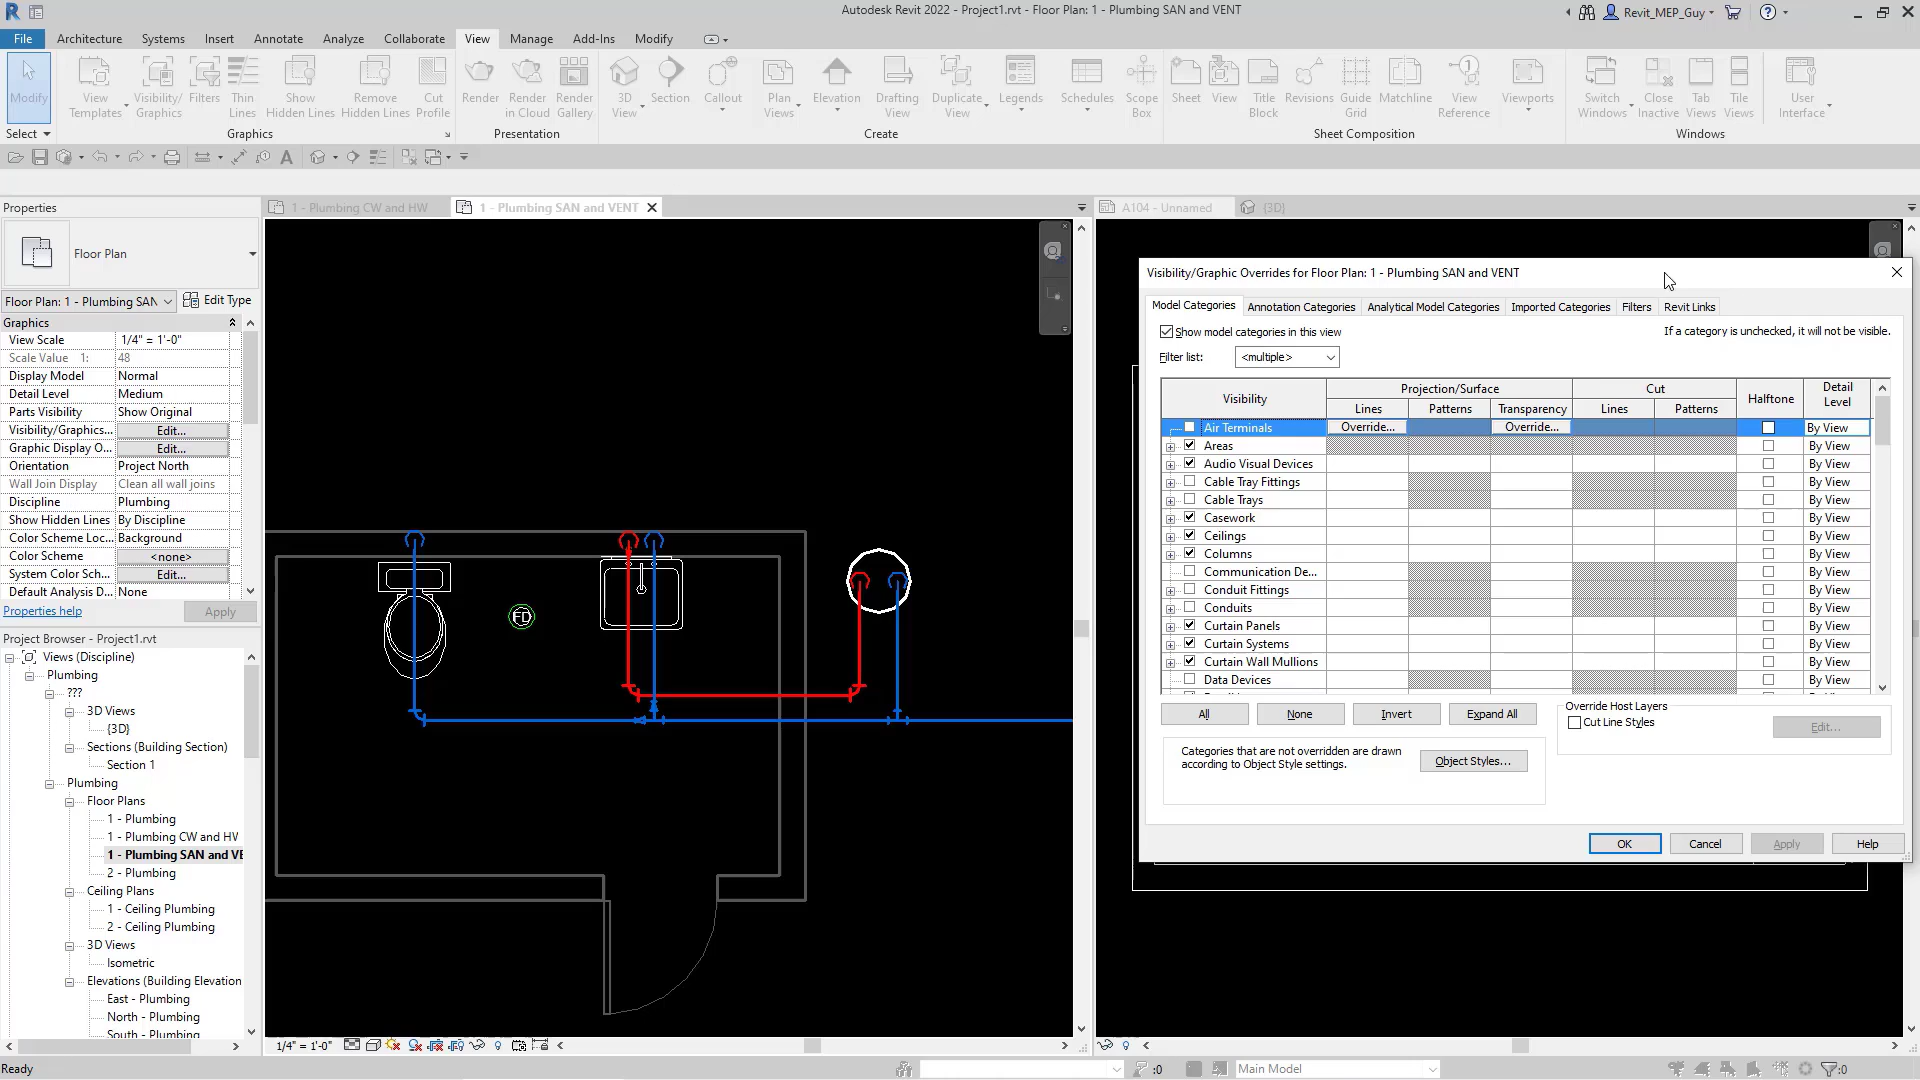 Autodesk Revit 2022 - Project1.rvt - Floor Plan: 1 - Plumbing SAN and VENT
Revit_MEP_Guy
File Architecture Systems Insert Annotate Analyze Collaborate View Manage Add-Ins Modify
Modify
View Templates
Visibility/ Graphics
Filters
Thin Lines
Show Hidden Lines
Remove Hidden Lines
Cut Profile
Render
Render in Cloud
Render Gallery
3D View
Section
Callout
Plan Views
Elevation
Drafting View
Duplicate View
Legends
Schedules
Scope Box
Sheet
View
Title Block
Revisions
Guide Grid
Matchline
View Reference
Viewports
Switch Windows
Close Inactive
Tab Views
Tile Views
User Interface
Select Graphics Presentation Create Sheet Composition Windows
Properties
1 - Plumbing CW and HW
1 - Plumbing SAN and VENT
A104 - Unnamed
{3D}
Floor Plan
Floor Plan: 1 - Plumbing SAN
Edit Type
Graphics
View Scale 1/4" = 1'-0"
Scale Value 1: 48
Display Model Normal
Detail Level Medium
Parts Visibility Show Original
Visibility/Graphics... Edit...
Graphic Display O... Edit...
Orientation Project North
Wall Join Display Clean all wall joins
Discipline Plumbing
Show Hidden Lines By Discipline
Color Scheme Loc... Background
Color Scheme <none>
System Color Sch... Edit...
Default Analysis D... None
Properties help Apply
Project Browser - Project1.rvt
Views (Discipline)
Plumbing
???
3D Views
{3D}
Sections (Building Section)
Section 1
Plumbing
Floor Plans
1 - Plumbing
1 - Plumbing CW and HW
1 - Plumbing SAN and VE
2 - Plumbing
Ceiling Plans
1 - Ceiling Plumbing
2 - Ceiling Plumbing
3D Views
Isometric
Elevations (Building Elevation
East - Plumbing
North - Plumbing
South - Plumbing
FD
1/4" = 1'-0"
Visibility/Graphic Overrides for Floor Plan: 1 - Plumbing SAN and VENT
Model Categories Annotation Categories Analytical Model Categories Imported Categories Filters Revit Links
Show model categories in this view
If a category is unchecked, it will not be visible.
Filter list: <multiple>
Visibility Projection/Surface Cut Halftone Detail Level
Lines Patterns Transparency Lines Patterns
Air Terminals Override... Override... By View
Areas By View
Audio Visual Devices By View
Cable Tray Fittings By View
Cable Trays By View
Casework By View
Ceilings By View
Columns By View
Communication De... By View
Conduit Fittings By View
Conduits By View
Curtain Panels By View
Curtain Systems By View
Curtain Wall Mullions By View
Data Devices By View
All None Invert Expand All
Override Host Layers
Cut Line Styles
Edit...
Categories that are not overridden are drawn
according to Object Style settings.
Object Styles...
OK Cancel Apply Help
Ready
:0
Main Model
:0